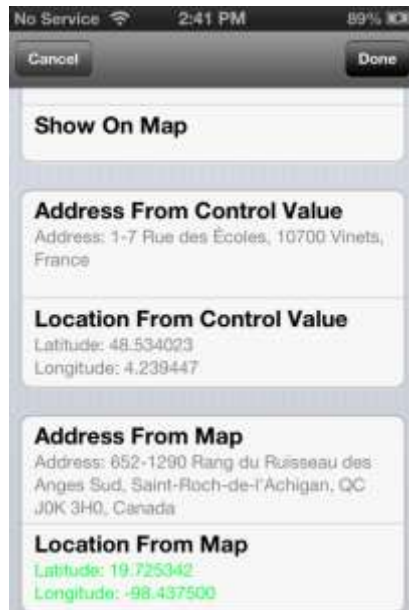 No Service 2:41 PM 89%
Cancel Done
Show On Map
Address From Control Value
Address: 1-7 Rue des Écoles, 10700 Vinets,
France
Location From Control Value
Latitude: 48.534023
Longitude: 4.239447
Address From Map
Address: 652-1290 Rang du Ruisseau des
Anges Sud, Saint-Roch-de-l'Achigan, QC
J0K 3H0, Canada
Location From Map
Latitude: 19.725342
Longitude: -98.437500